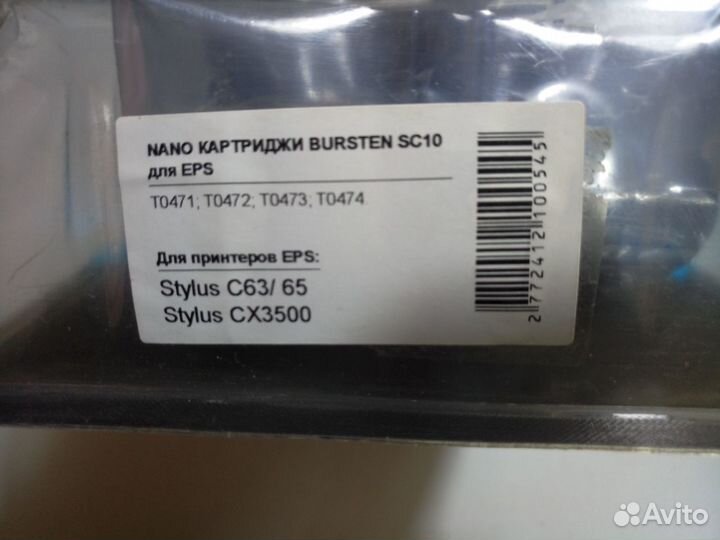 NANO КАРТРИДЖИ BURSTEN SC10
для EPS
T0471; T0472; T0473; T0474
Для принтеров EPS:
Stylus C63/ 65
Stylus CX3500
2772412100545
Avito